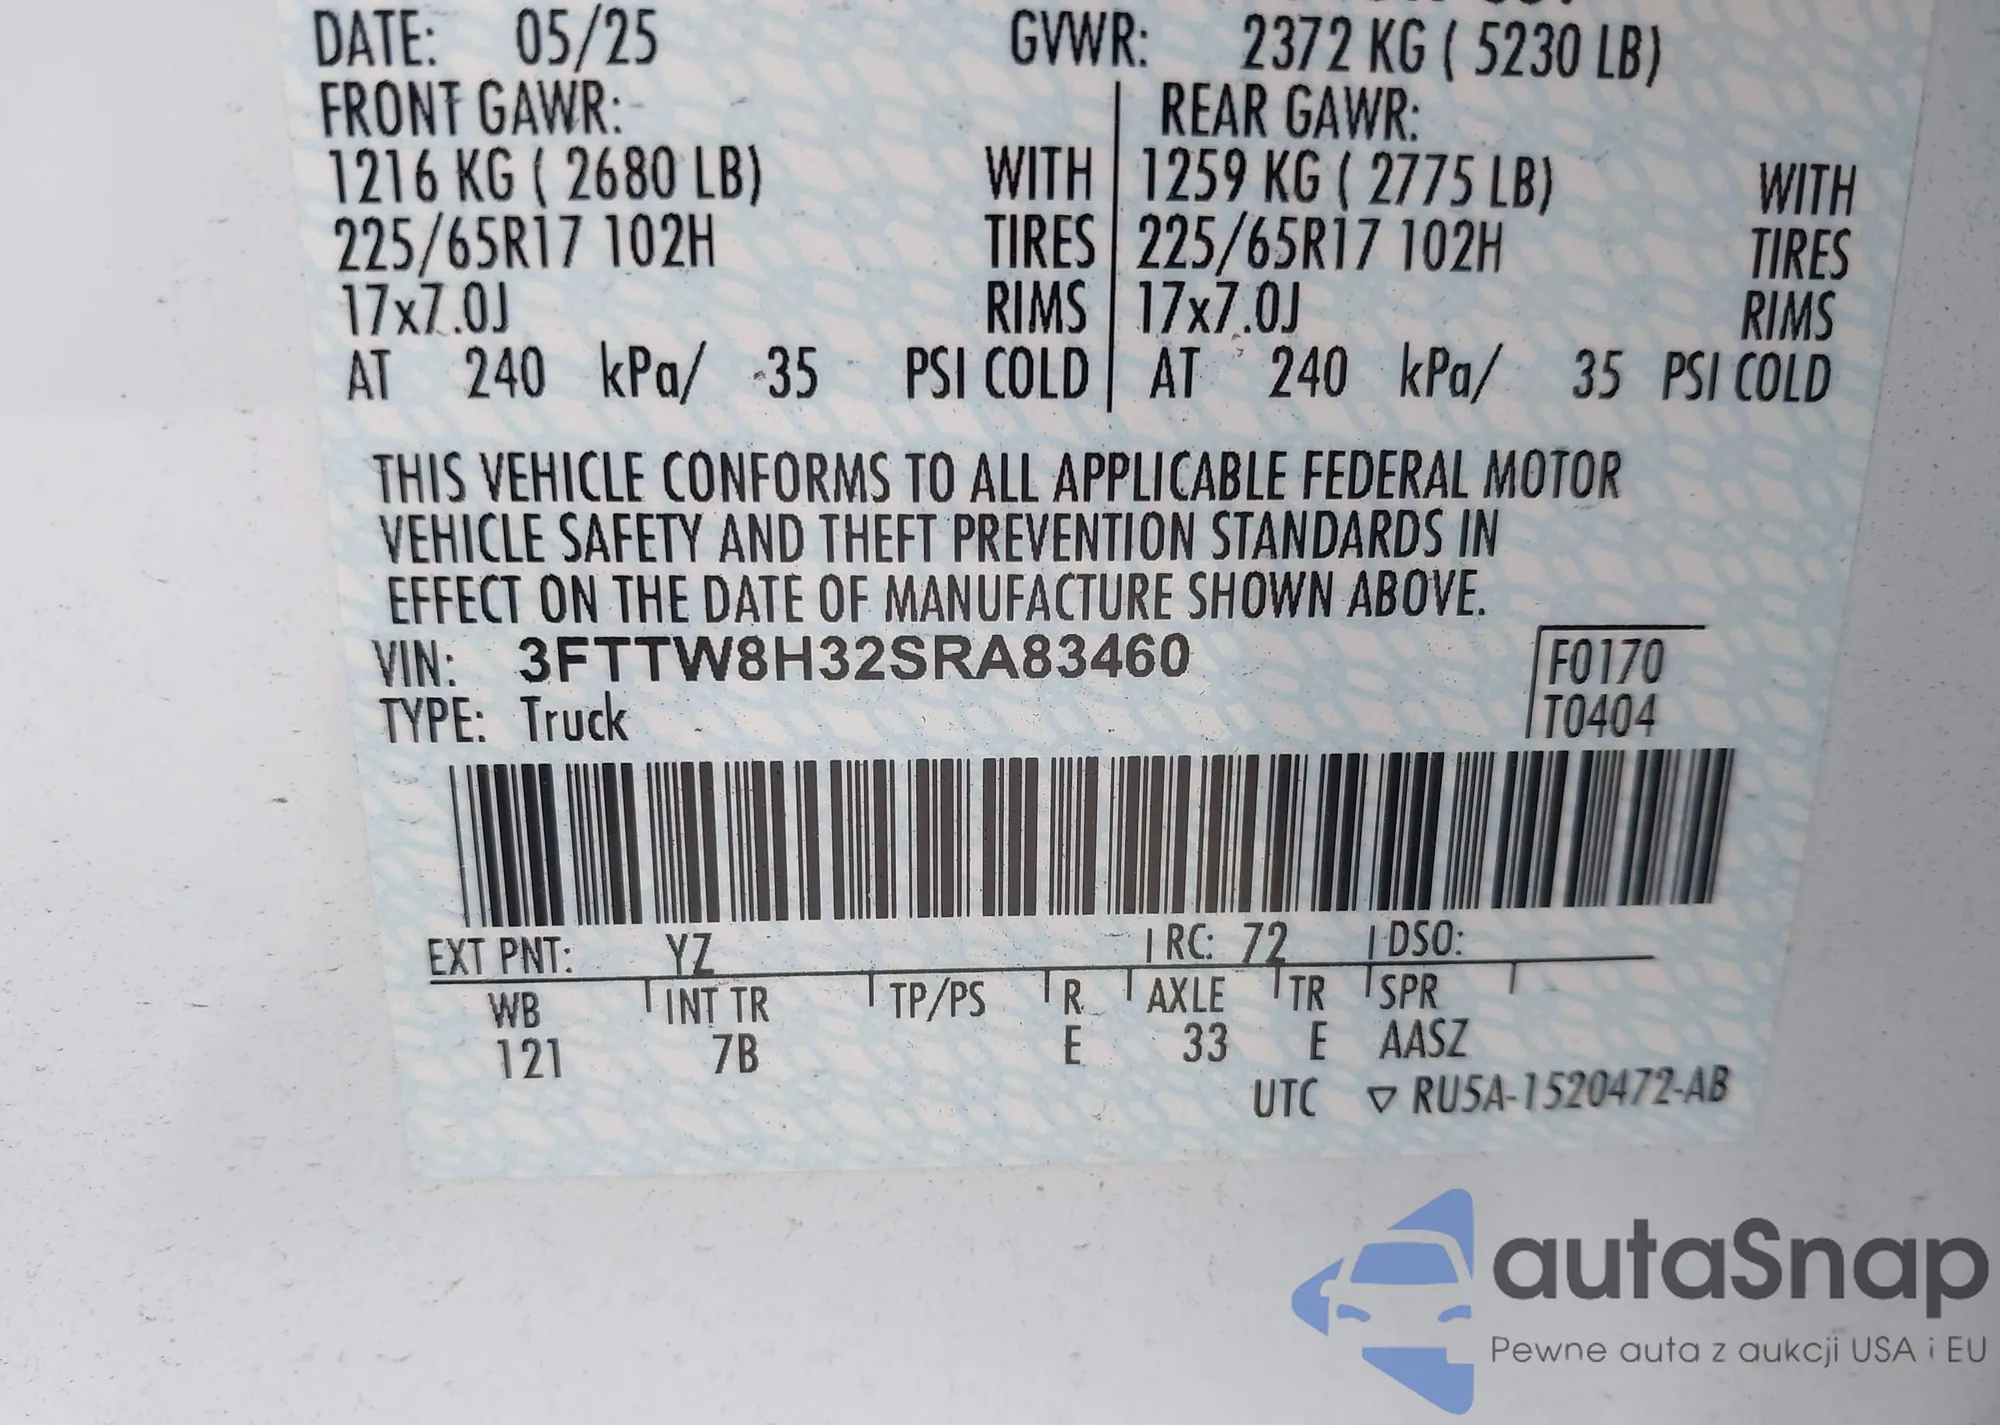 DATE: 05/25 GVWR: 2372 KG ( 5230 LB)
FRONT GAWR: REAR GAWR:
1216 KG ( 2680 LB) WITH 1259 KG ( 2775 LB) WITH
225/65R17 102H TIRES 225/65R17 102H TIRES
17x7.0J RIMS 17x7.0J RIMS
AT 240 kPa/ 35 PSI COLD AT 240 kPa/ 35 PSI COLD
THIS VEHICLE CONFORMS TO ALL APPLICABLE FEDERAL MOTOR
VEHICLE SAFETY AND THEFT PREVENTION STANDARDS IN
EFFECT ON THE DATE OF MANUFACTURE SHOWN ABOVE.
VIN: 3FTTW8H32SRA83460 F0170
TYPE: Truck T0404
EXT PNT: YZ RC: 72 DSO:
WB INT TR TP/PS R AXLE TR SPR
121 7B E 33 E AASZ
UTC ▽ RU5A-1520472-AB
autaSnap
Pewne auta z aukcji USA i EU